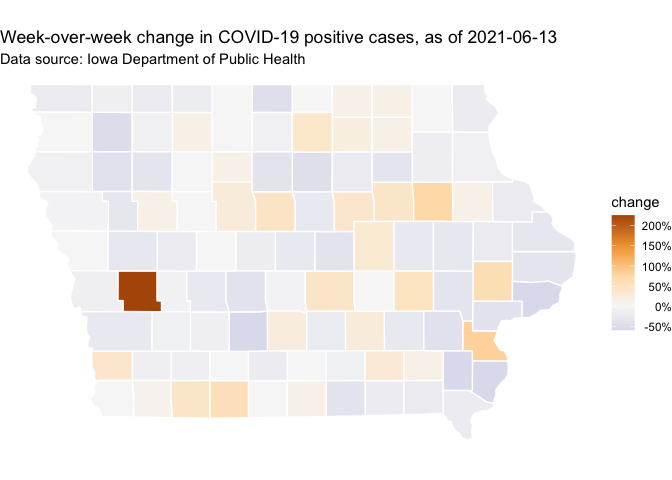 Week-over-week change in COVID-19 positive cases, as of 2021-06-13
Data source: Iowa Department of Public Health
change
200%
150%
100%
50%
0%
-50%